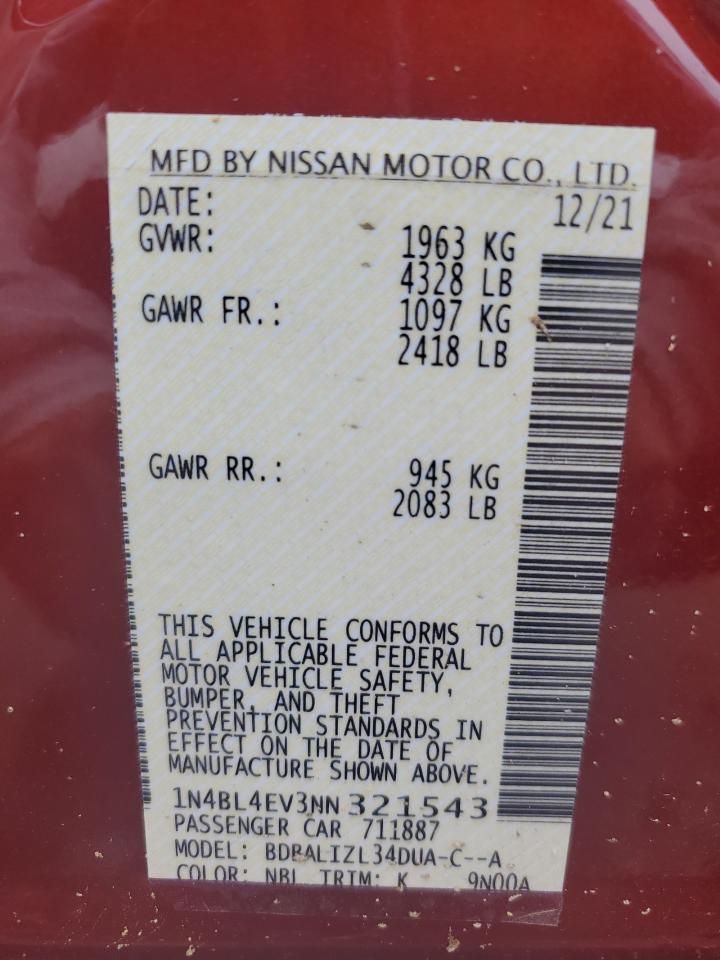 MFD BY NISSAN MOTOR CO., LTD.
DATE: 12/21
GVWR: 1963 KG
4328 LB
GAWR FR.: 1097 KG
2418 LB
GAWR RR.: 945 KG
2083 LB
THIS VEHICLE CONFORMS TO
ALL APPLICABLE FEDERAL
MOTOR VEHICLE SAFETY,
BUMPER, AND THEFT
PREVENTION STANDARDS IN
EFFECT ON THE DATE OF
MANUFACTURE SHOWN ABOVE.
1N4BL4EV3NN 321543
PASSENGER CAR 711887
MODEL: BDBALIZL34DUA-C--A
COLOR: NBL TRIM: K 9N00A